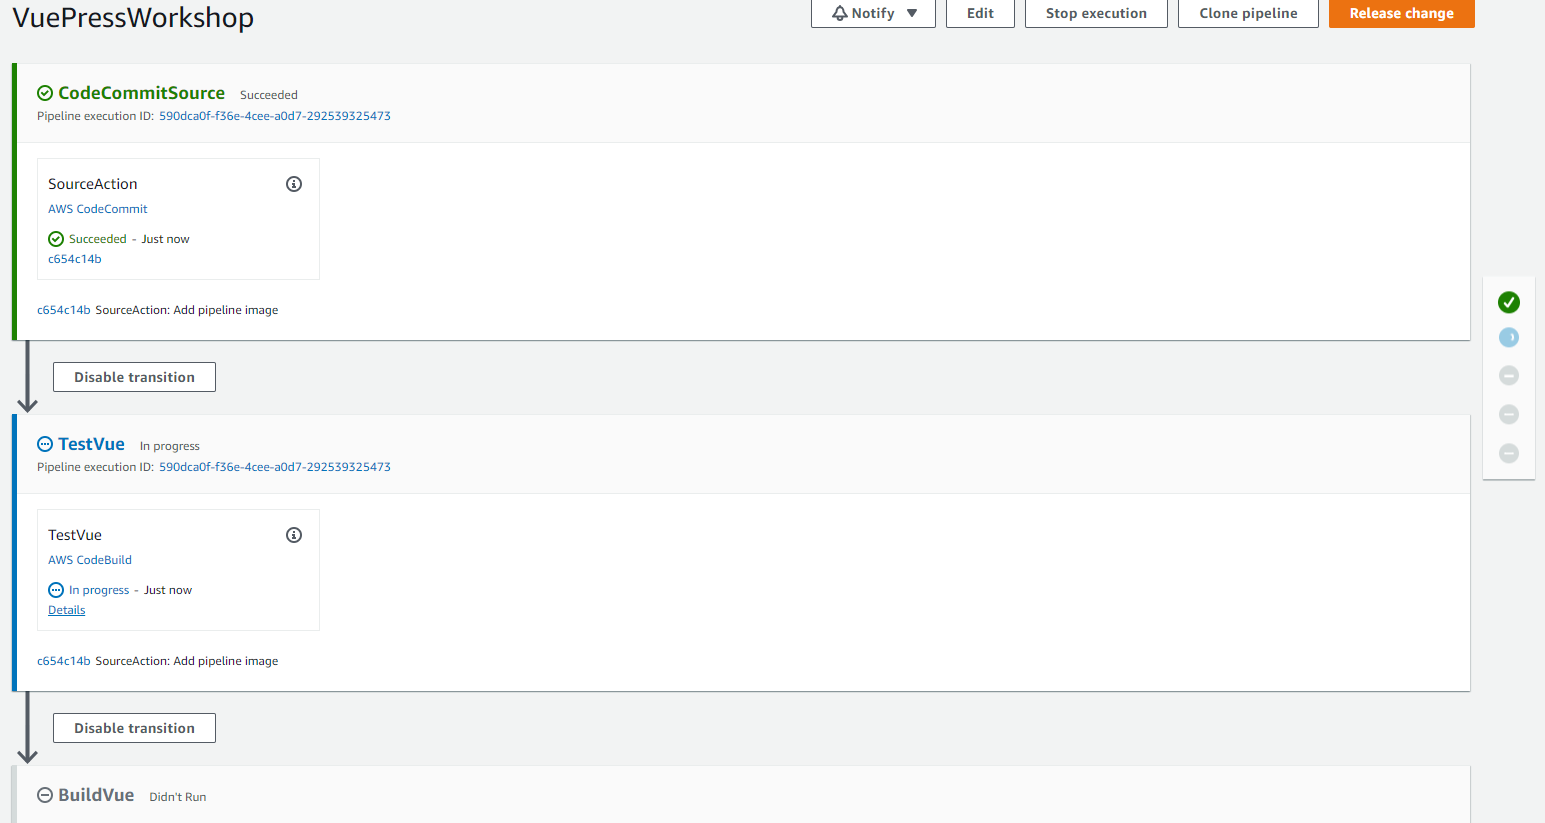 VuePressWorkshop
Notify Edit Stop execution Clone pipeline Release change
CodeCommitSource Succeeded
Pipeline execution ID: 590dca0f-f36e-4cee-a0d7-292539325473
SourceAction
AWS CodeCommit
Succeeded - Just now
c654c14b
c654c14b SourceAction: Add pipeline image
Disable transition
TestVue In progress
Pipeline execution ID: 590dca0f-f36e-4cee-a0d7-292539325473
TestVue
AWS CodeBuild
In progress - Just now
Details
c654c14b SourceAction: Add pipeline image
Disable transition
BuildVue Didn't Run